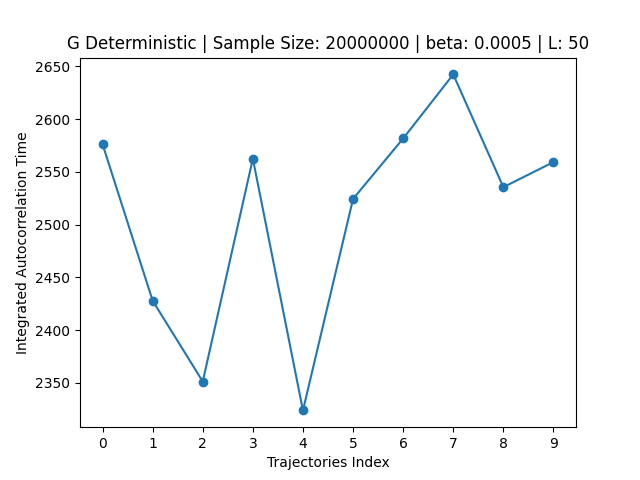 G Deterministic | Sample Size: 20000000 | beta: 0.0005 | L: 50
Integrated Autocorrelation Time
2650
2600
2550
2500
2450
2400
2350
0 1 2 3 4 5 6 7 8 9
Trajectories Index